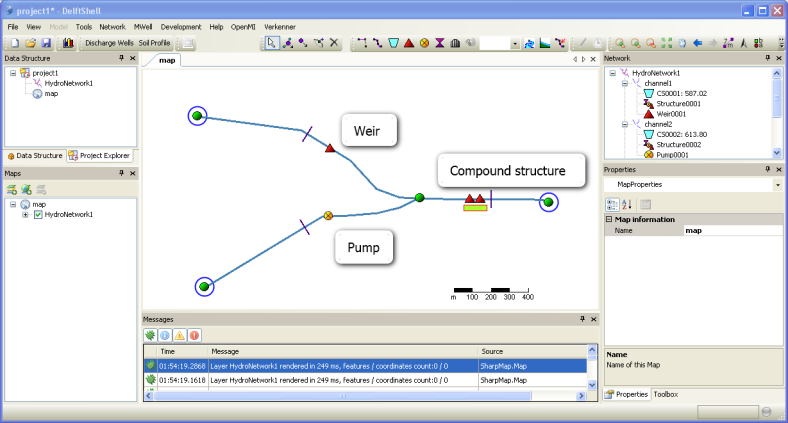 project1* - DelftShell
File View Model Tools Network MWell Development Help OpenMI Verkenner
Discharge Wells Soil Profile
Data Structure
project1
HydroNetwork1
map
Data Structure Project Explorer
Maps
map
HydroNetwork1
map
Weir
Compound structure
Pump
m 100 200 300 400
Messages
Time Message Source
01:54:19.2868 Layer HydroNetwork1 rendered in 249 ms, features / coordinates count:0 / 0 SharpMap.Map
01:54:19.1618 Layer HydroNetwork1 rendered in 249 ms, features / coordinates count:0 / 0 SharpMap.Map
Network
HydroNetwork1
channel1
CS0001: 587.02
Structure0001
Weir0001
channel2
CS0002: 613.80
Structure0002
Pump0001
Properties
MapProperties
Map information
Name map
Name
Name of this Map
Properties Toolbox